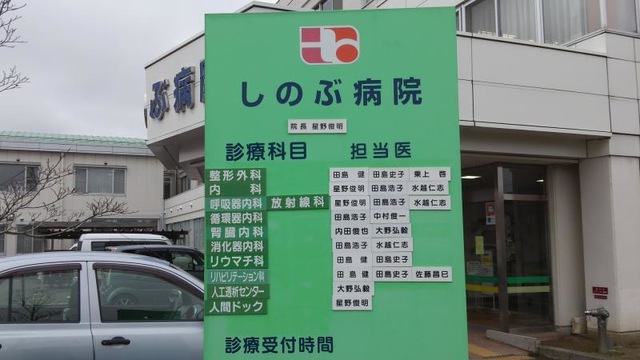 しのぶ病院
院長 星野俊明
診療科目 担当医
整形外科 田島 健 田島史子 栗上 啓
内科 星野俊明 田島浩子 水越仁志
呼吸器内科 放射線科 星野俊明 田島浩子 水越仁志
循環器内科 田島浩子 中村俊一
腎臓内科 内田俊也 大野弘毅
消化器内科 田島浩子 水越仁志
リウマチ科 田島 健 田島史子
リハビリテーション科 田島 健 田島史子 佐藤昌巳
人工透析センター 大野弘毅
人間ドック 星野俊明
診療受付時間
ぶ病